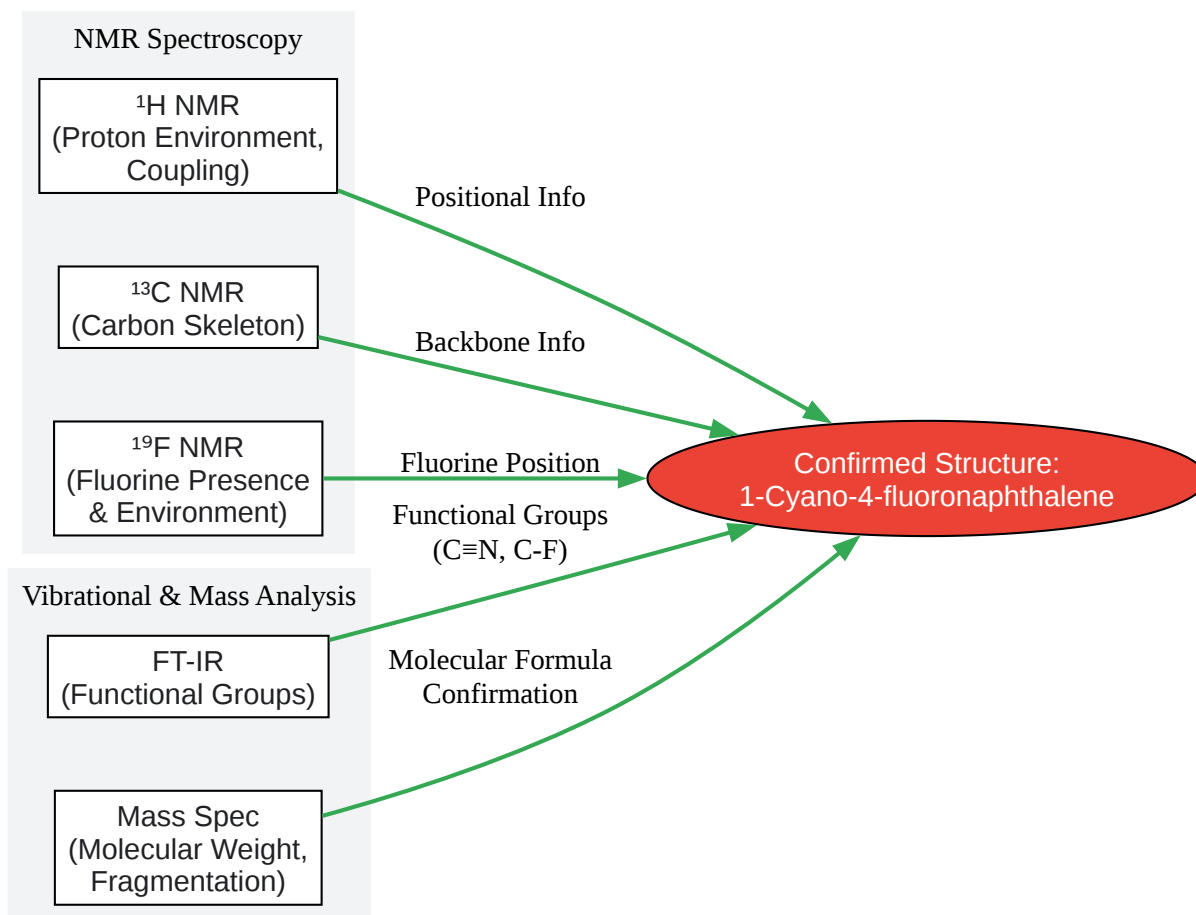 NMR Spectroscopy
¹H NMR
(Proton Environment,
Coupling)
Positional Info
¹³C NMR
(Carbon Skeleton)
Backbone Info
¹⁹F NMR
(Fluorine Presence
& Environment)
Fluorine Position
Confirmed Structure:
1-Cyano-4-fluoronaphthalene
Functional Groups
(C≡N, C-F)
Vibrational & Mass Analysis
FT-IR
(Functional Groups)
Molecular Formula
Confirmation
Mass Spec
(Molecular Weight,
Fragmentation)